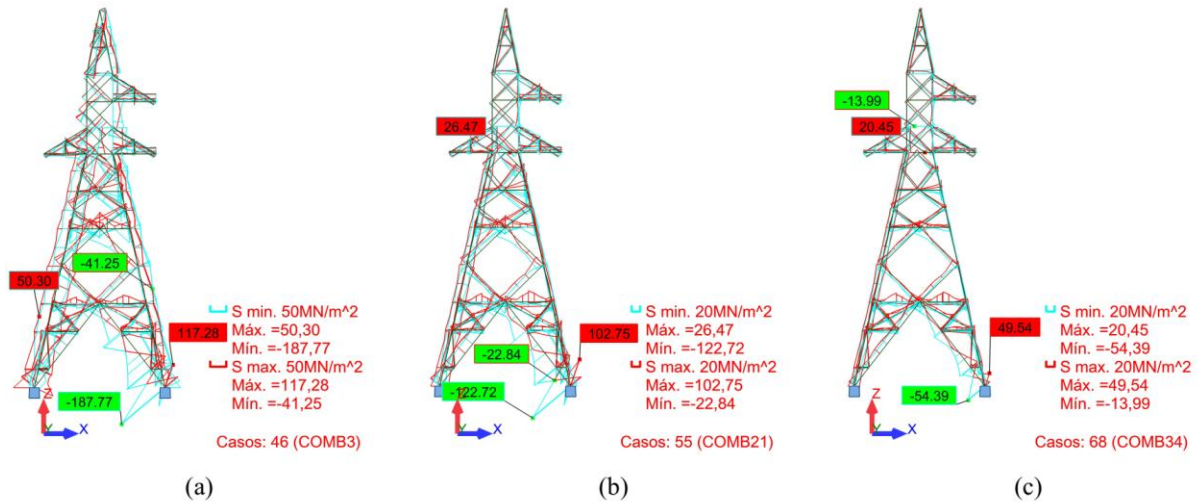 50.30
-41.25
117.28
-187.77
Z
Y
X
S min. 50MN/m^2
Máx. =50,30
Mín. =-187,77
S max. 50MN/m^2
Máx. =117,28
Mín. =-41,25
Casos: 46 (COMB3)
(a)
26.47
102.75
-22.84
-122.72
X
S min. 20MN/m^2
Máx. =26,47
Mín. =-122,72
S max. 20MN/m^2
Máx. =102,75
Mín. =-22,84
Casos: 55 (COMB21)
(b)
-13.99
20.45
49.54
-54.39
Z
Y
X
S min. 20MN/m^2
Máx. =20,45
Mín. =-54,39
S max. 20MN/m^2
Máx. =49,54
Mín. =-13,99
Casos: 68 (COMB34)
(c)